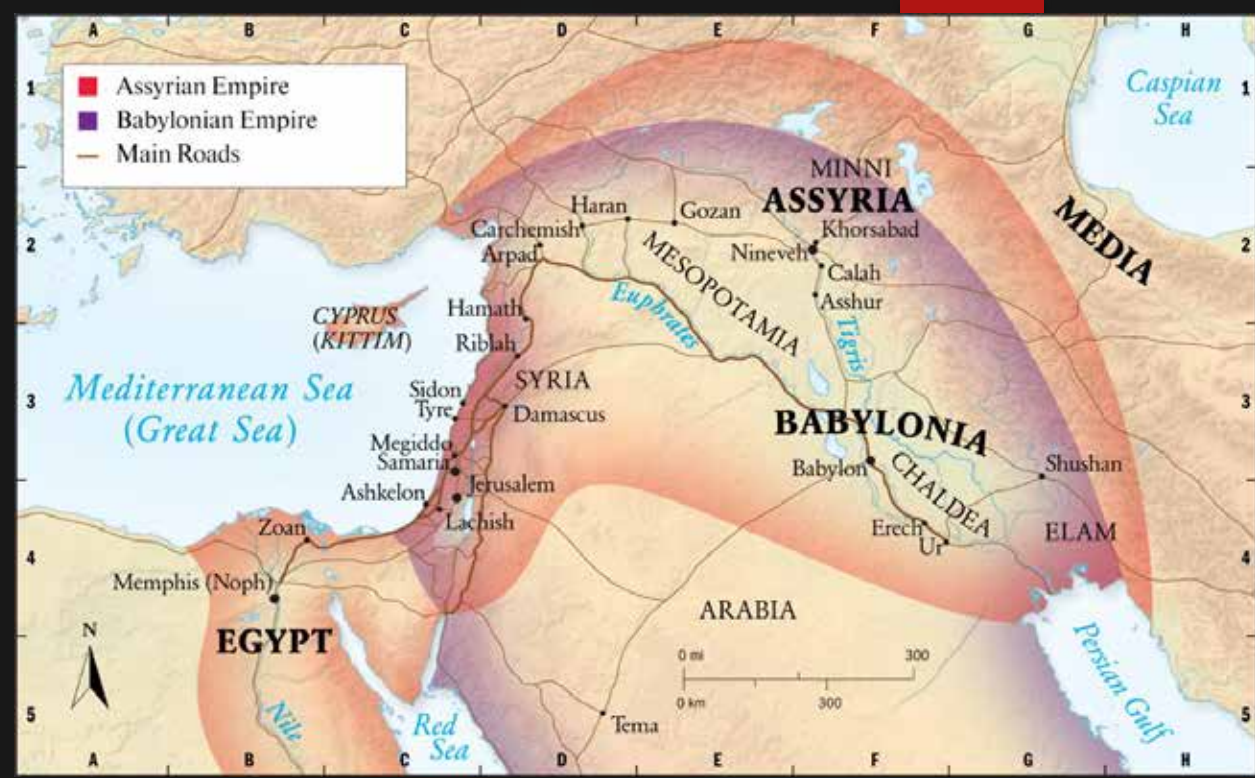 A B C D E F G H
1
Assyrian Empire
Babylonian Empire
Main Roads
Caspian
Sea
1
MINNI
ASSYRIA
MEDIA
2
Haran
Gozan
Carchemish
Khorsabad
Arpad
Nineveh
2
MESOPOTAMIA
Calah
Asshur
Euphrates
Tigris
CYPRUS
(KITTIM)
Hamath
Riblah
Mediterranean Sea
(Great Sea)
SYRIA
3
Sidon
Tyre
Damascus
3
BABYLONIA
Megiddo
Samaria
Babylon
CHALDEA
Shushan
Ashkelon
Jerusalem
Lachish
Zoan
Erech
Ur
ELAM
4
4
Memphis (Noph)
EGYPT
ARABIA
N
0 mi 300
0 km 300
Persian Gulf
5
Nile
Red
Sea
Tema
5
A B C D E F G H